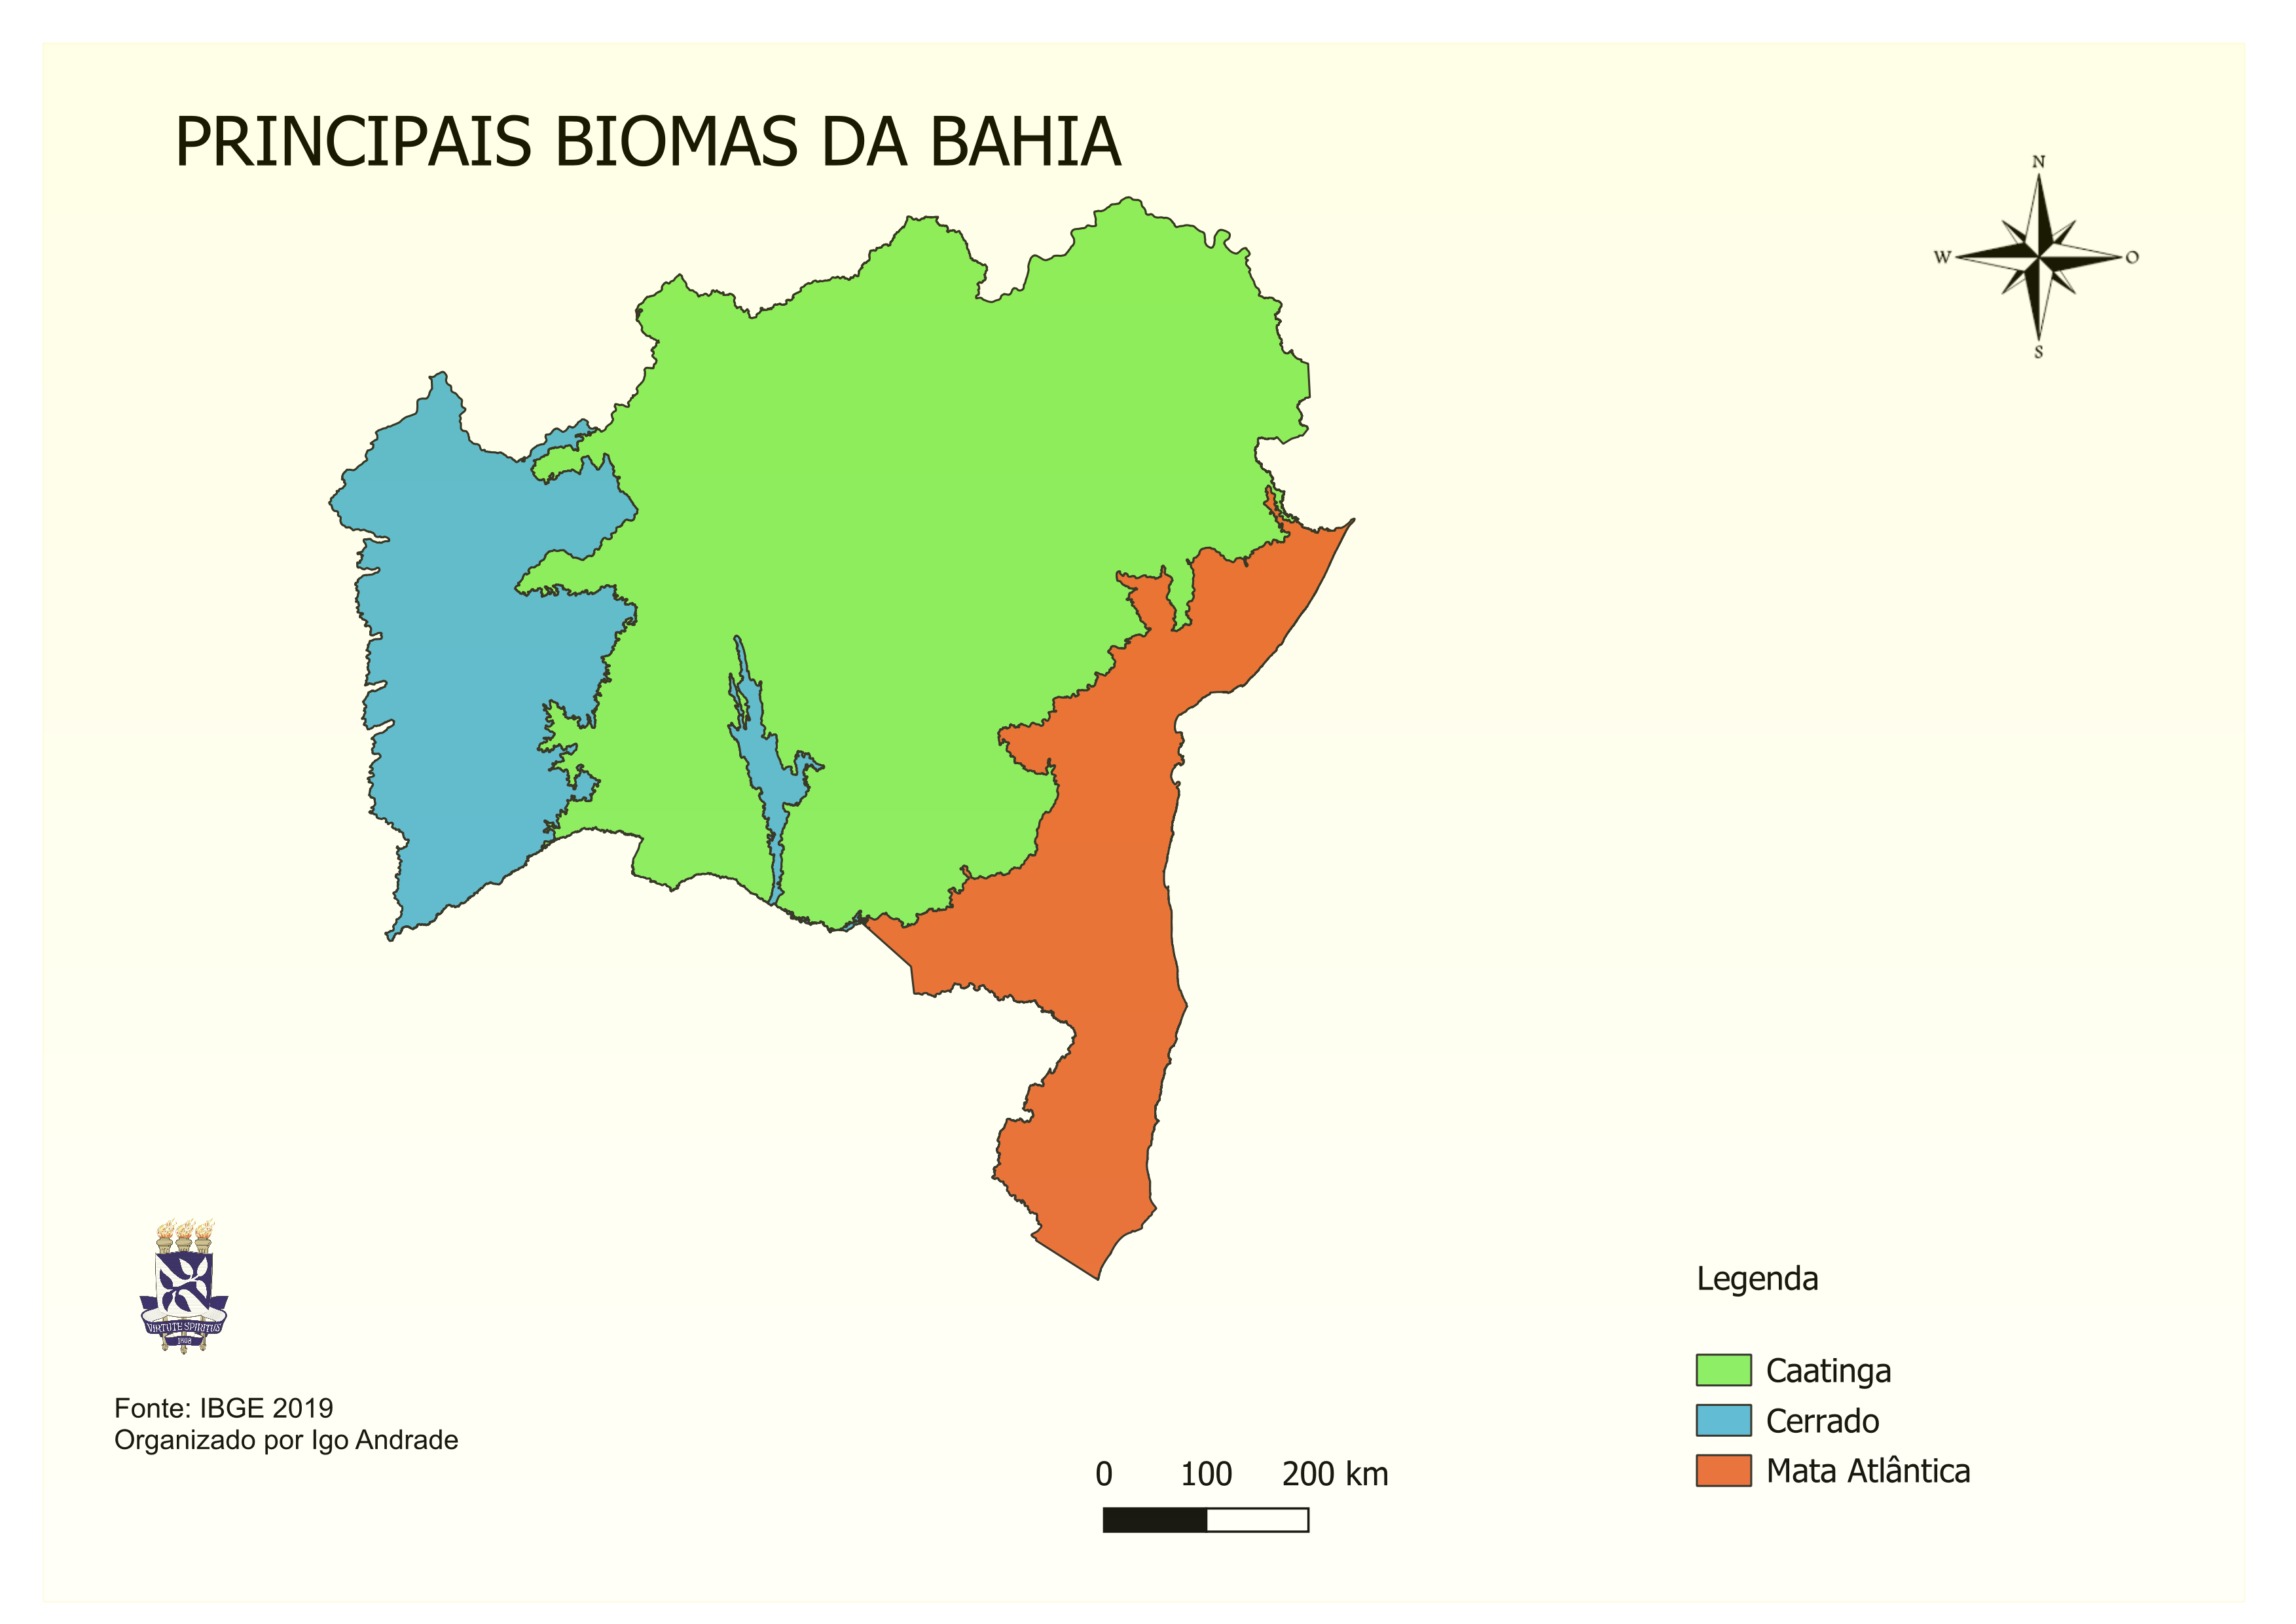 PRINCIPAIS BIOMAS DA BAHIA
N
W
O
S
VIRTUTE SPIRITUS
Legenda
Caatinga
Cerrado
Mata Atlântica
Fonte: IBGE 2019
Organizado por Igo Andrade
0 100 200 km